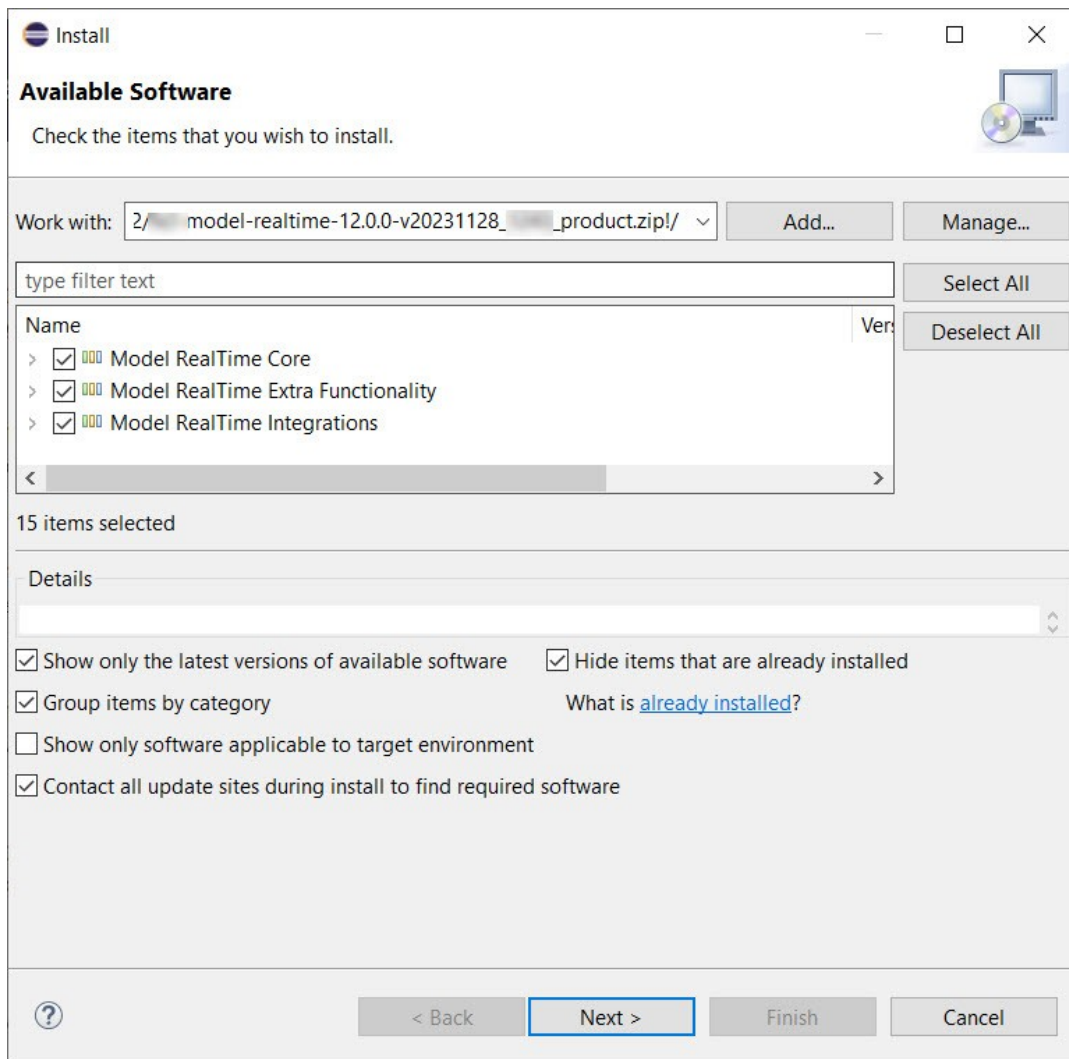 Install
Available Software
Check the items that you wish to install.
Work with: 2/ model-realtime-12.0.0-v20231128_ _product.zip!/ Add... Manage...
type filter text Select All
Name Vers Deselect All
Model RealTime Core
Model RealTime Extra Functionality
Model RealTime Integrations
15 items selected
Details
Show only the latest versions of available software Hide items that are already installed
Group items by category What is already installed?
Show only software applicable to target environment
Contact all update sites during install to find required software
< Back Next > Finish Cancel